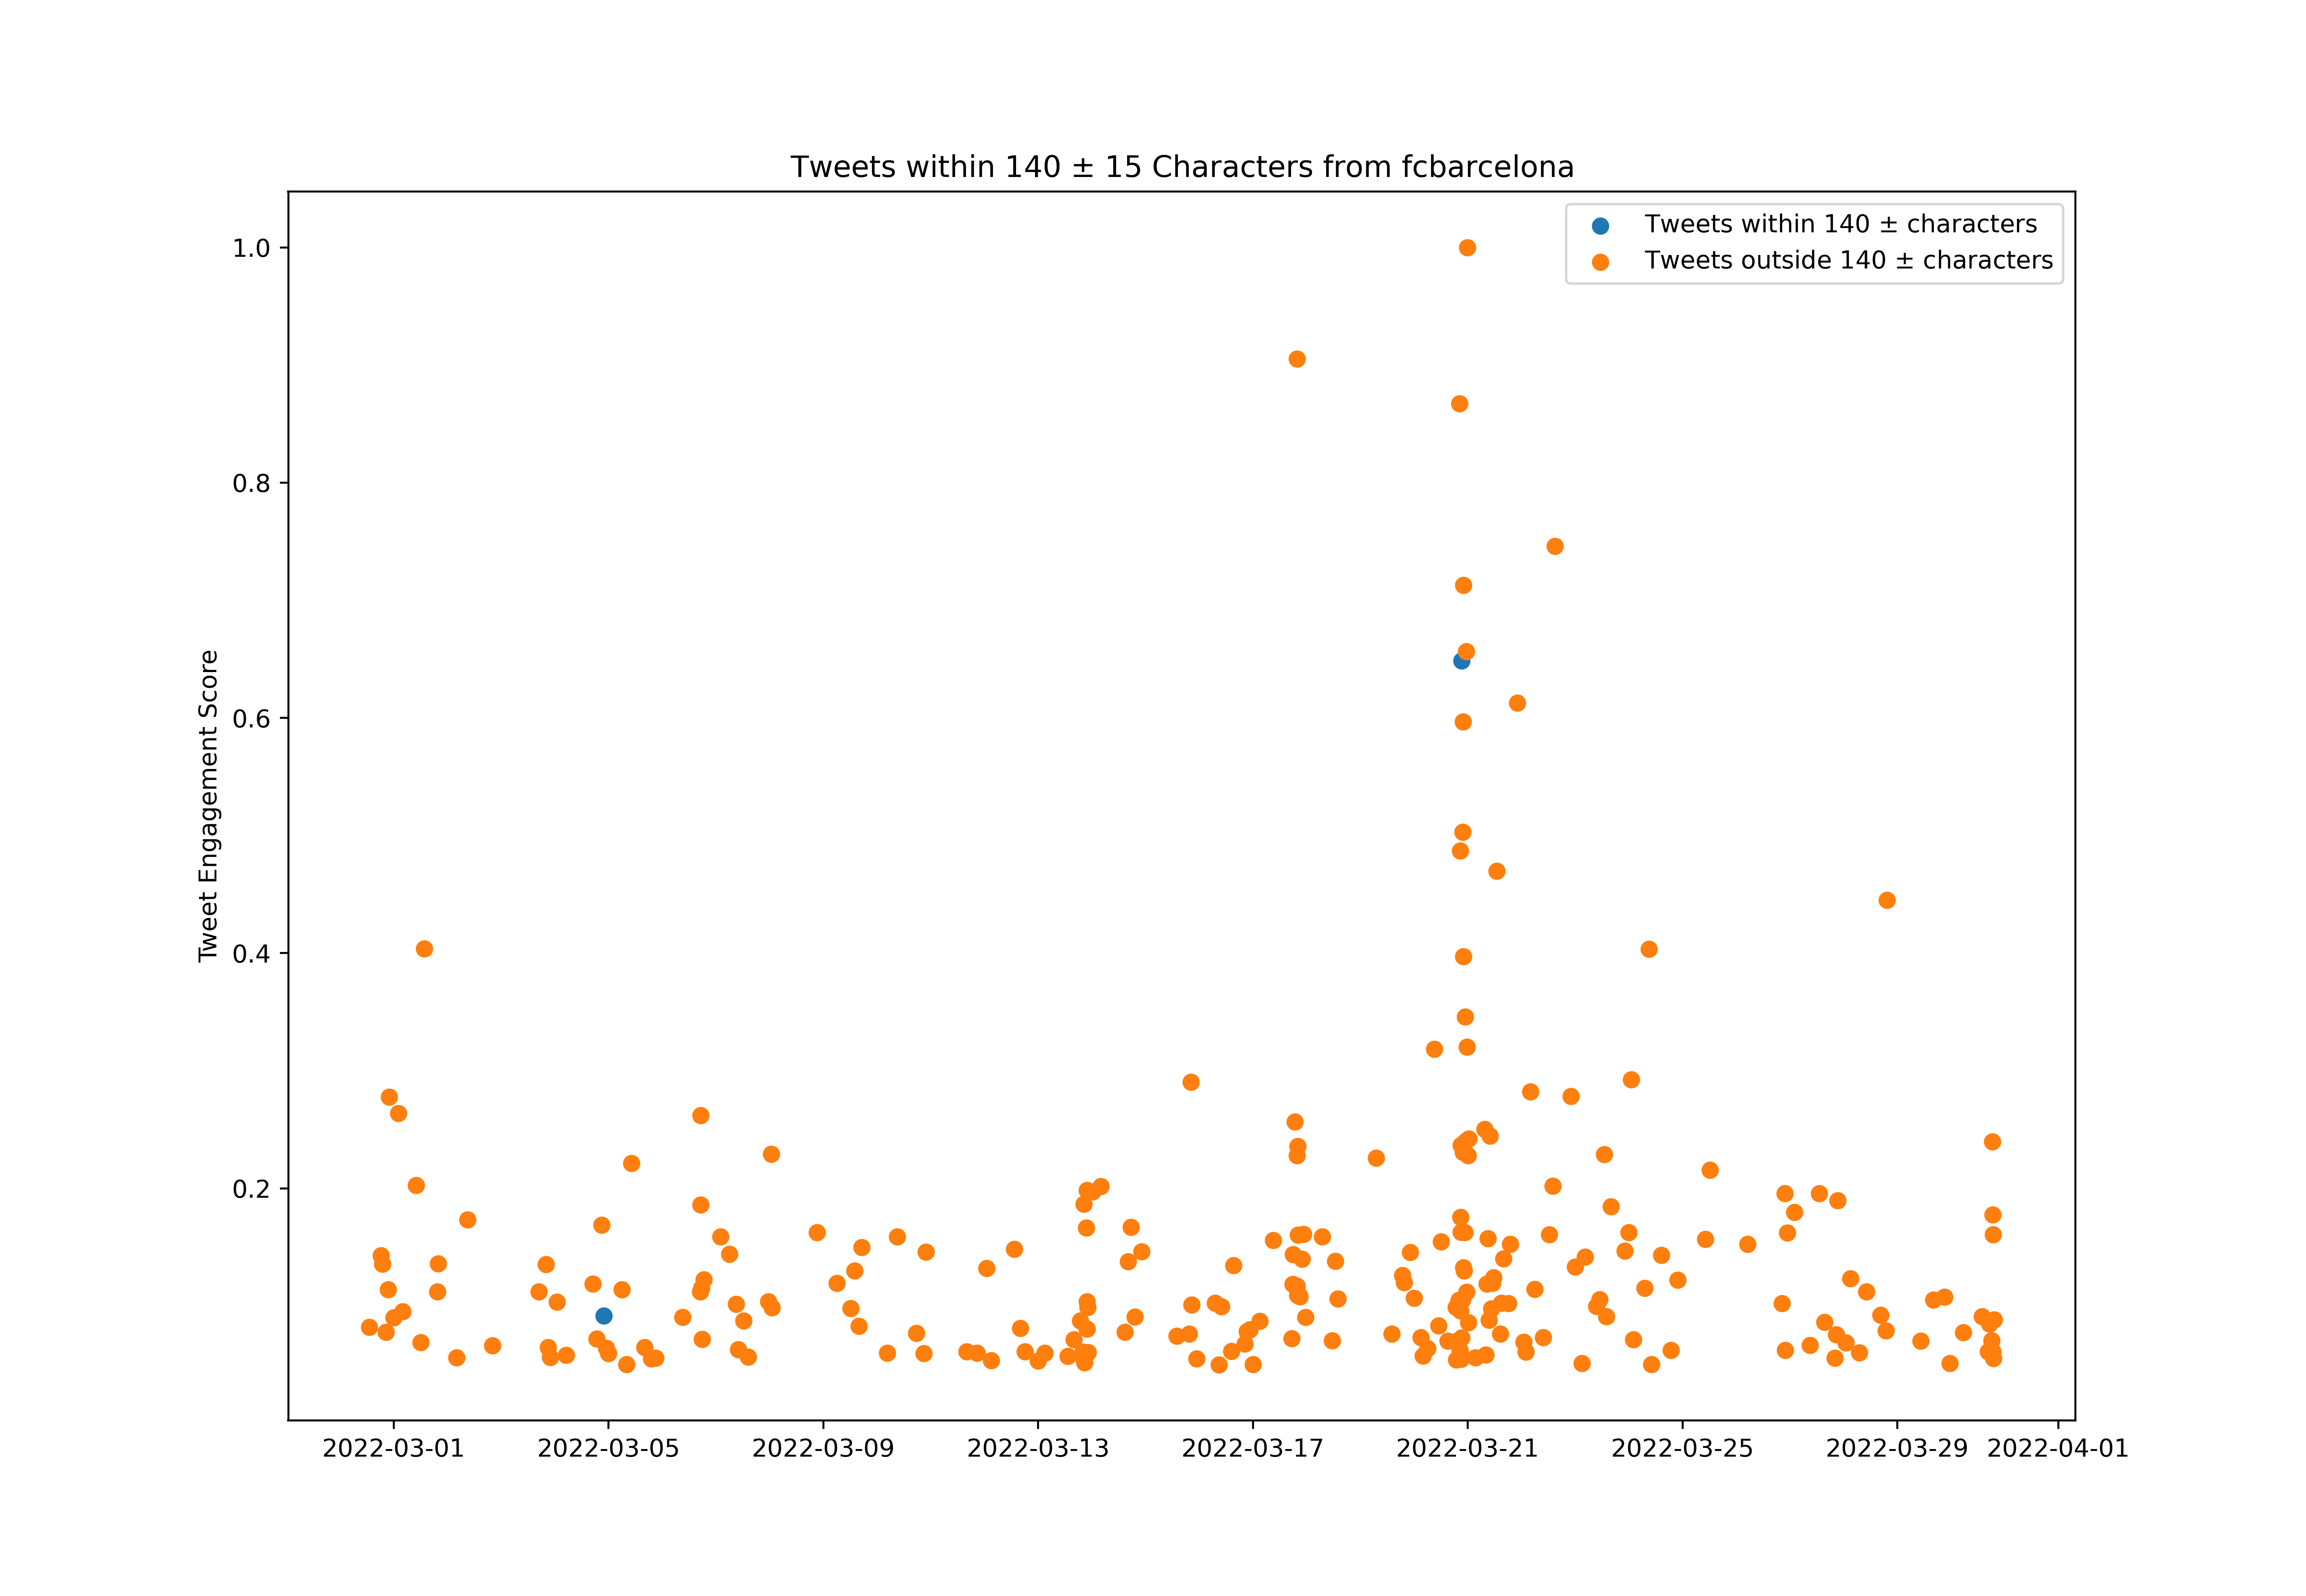 Tweets within 140 ± 15 Characters from fcbarcelona
Tweets within 140 ± characters
Tweets outside 140 ± characters
Tweet Engagement Score
1.0
0.8
0.6
0.4
0.2
2022-03-01 2022-03-05 2022-03-09 2022-03-13 2022-03-17 2022-03-21 2022-03-25 2022-03-29 2022-04-01